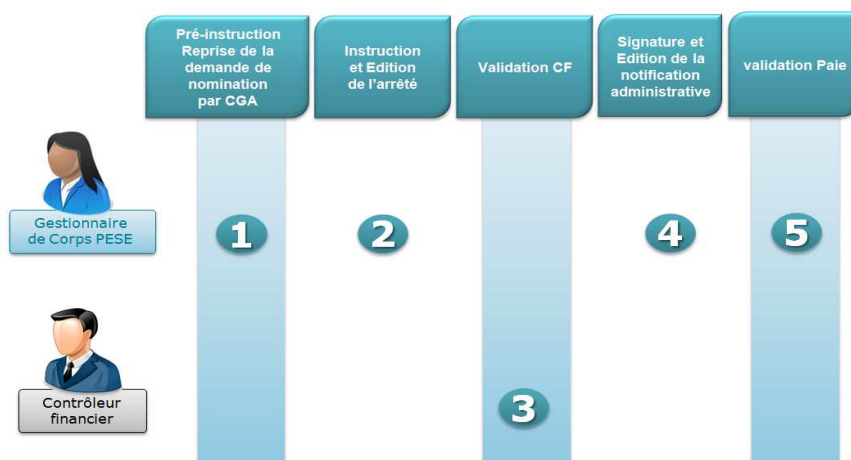 Pré-instruction
Reprise de la
demande de
nomination
par CGA
Instruction
et Edition
de l'arrêté
Validation CF
Signature et
Edition de la
notification
administrative
validation Paie
Gestionnaire
de Corps PESE
1
2
4
5
Contrôleur
financier
3